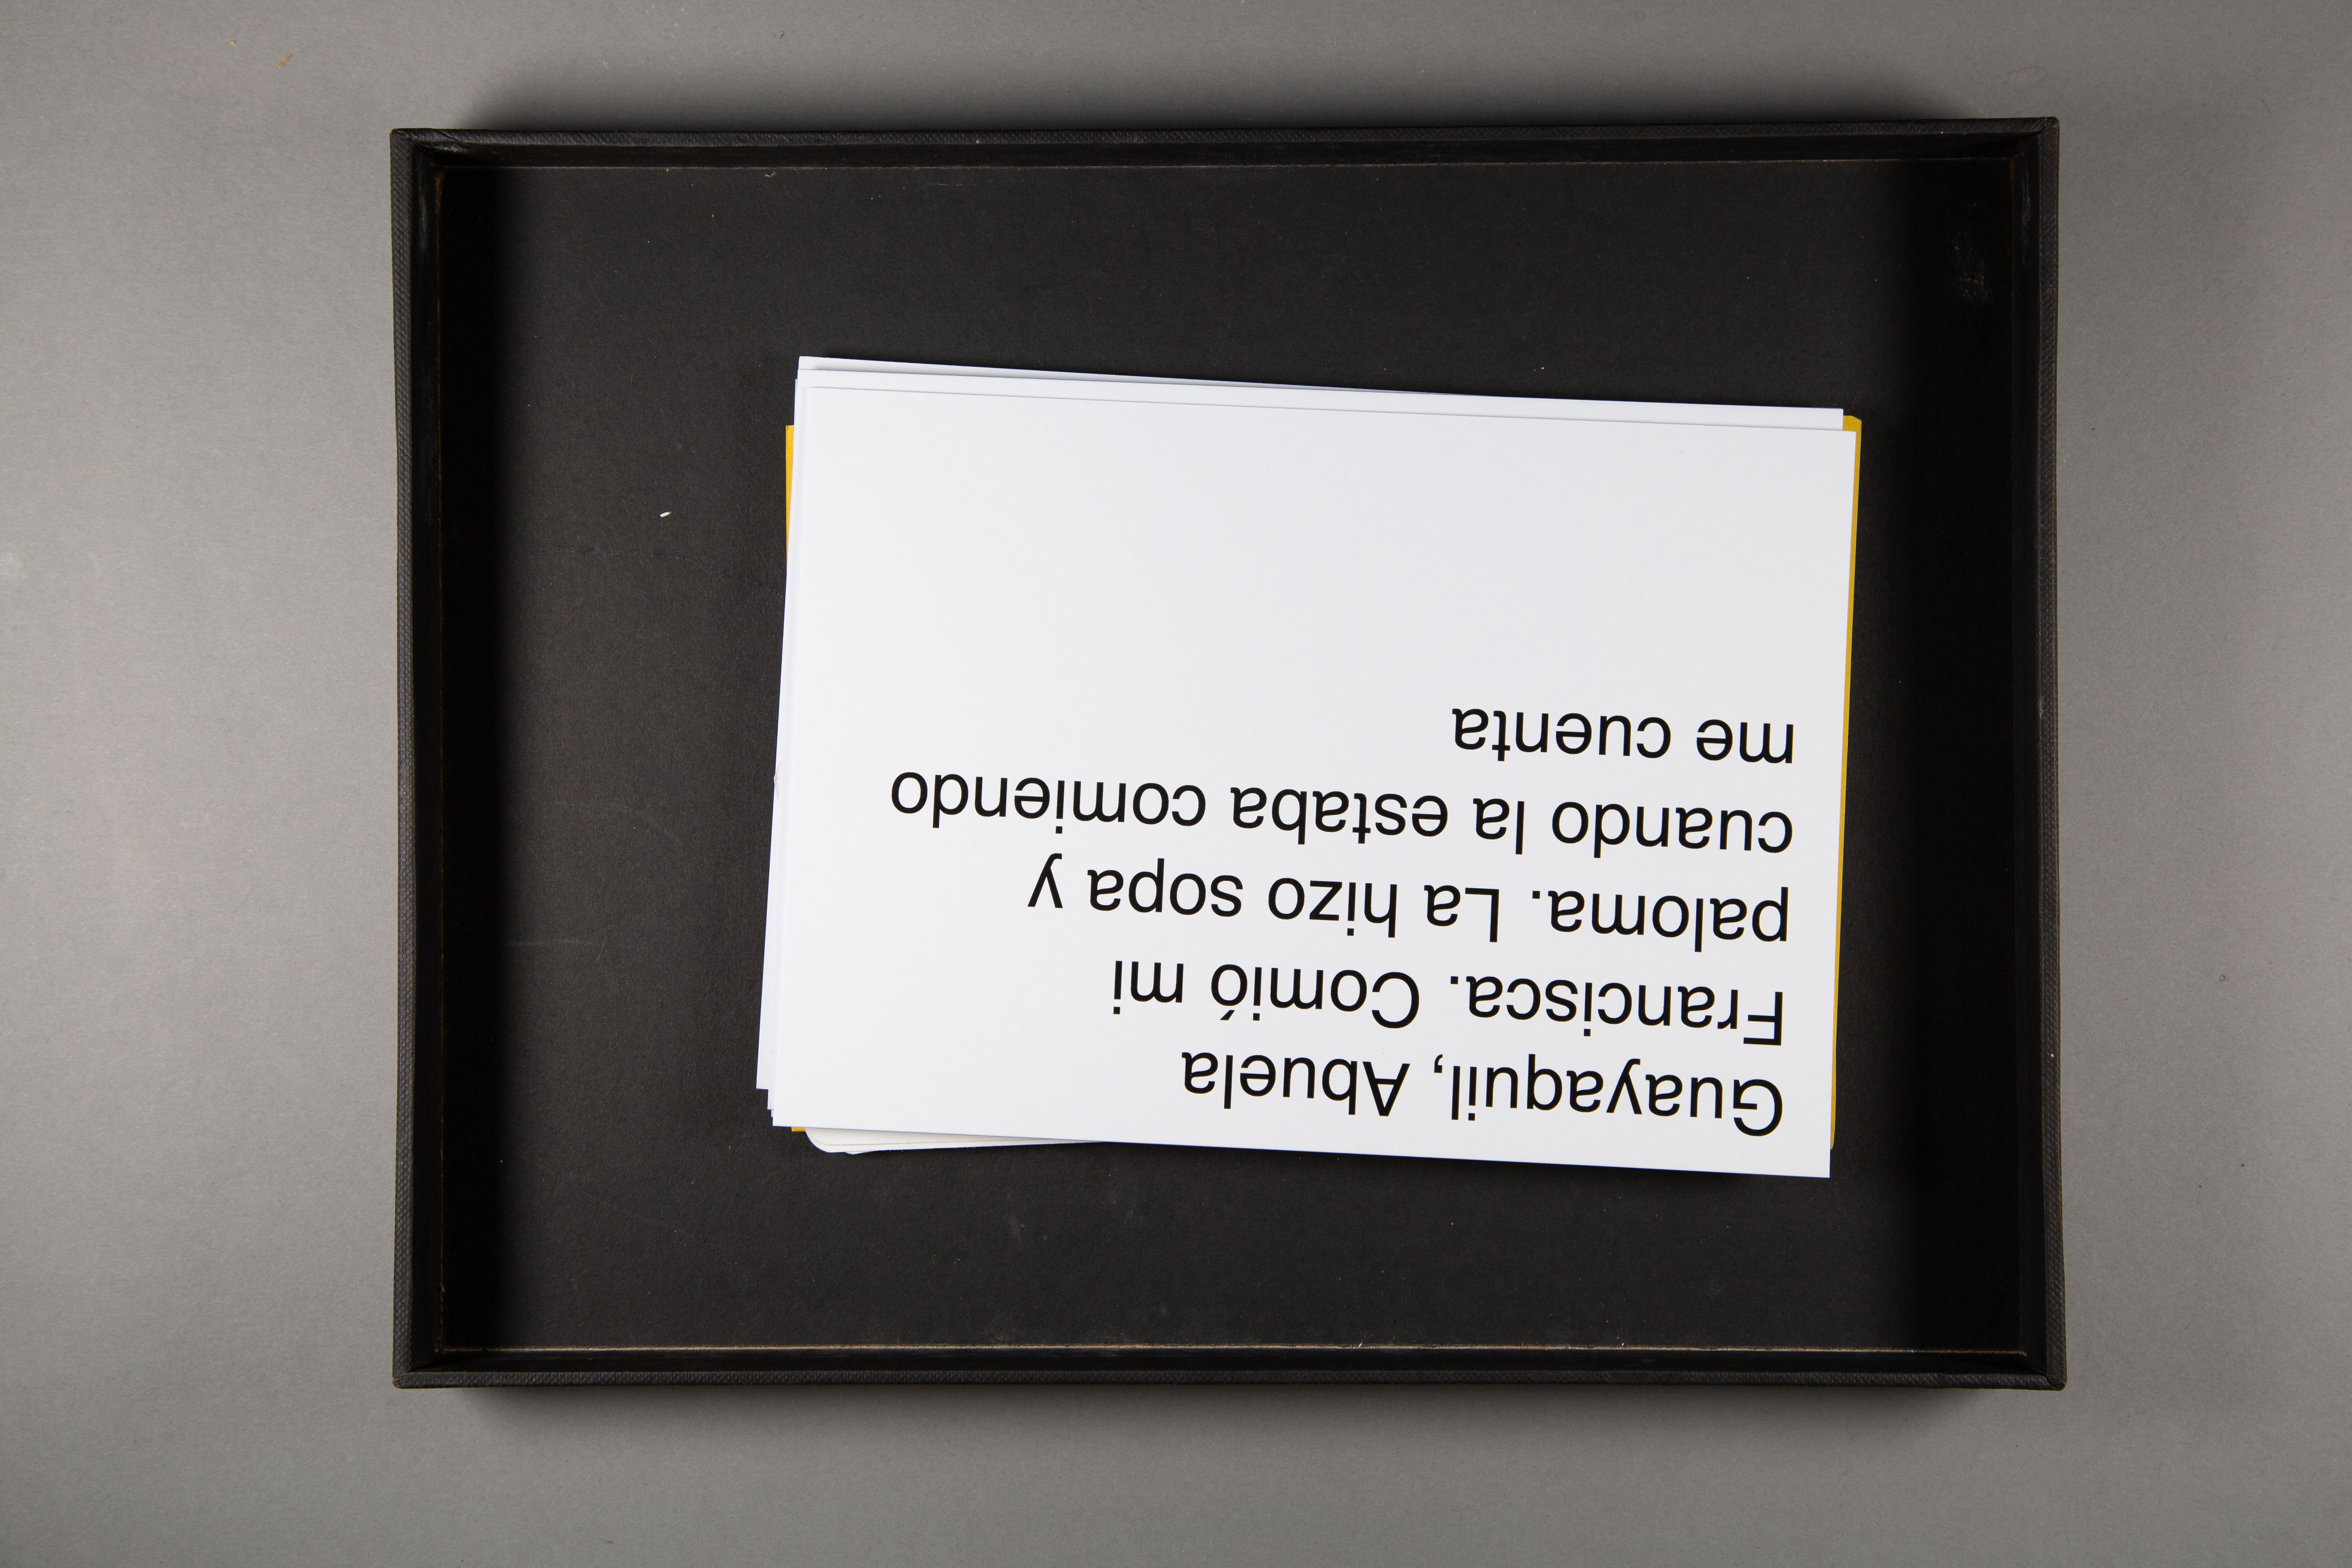 Guayaquil, Abuela
Francisca. Comió mi
paloma. La hizo sopa y
cuando la estaba comiendo
me cuenta